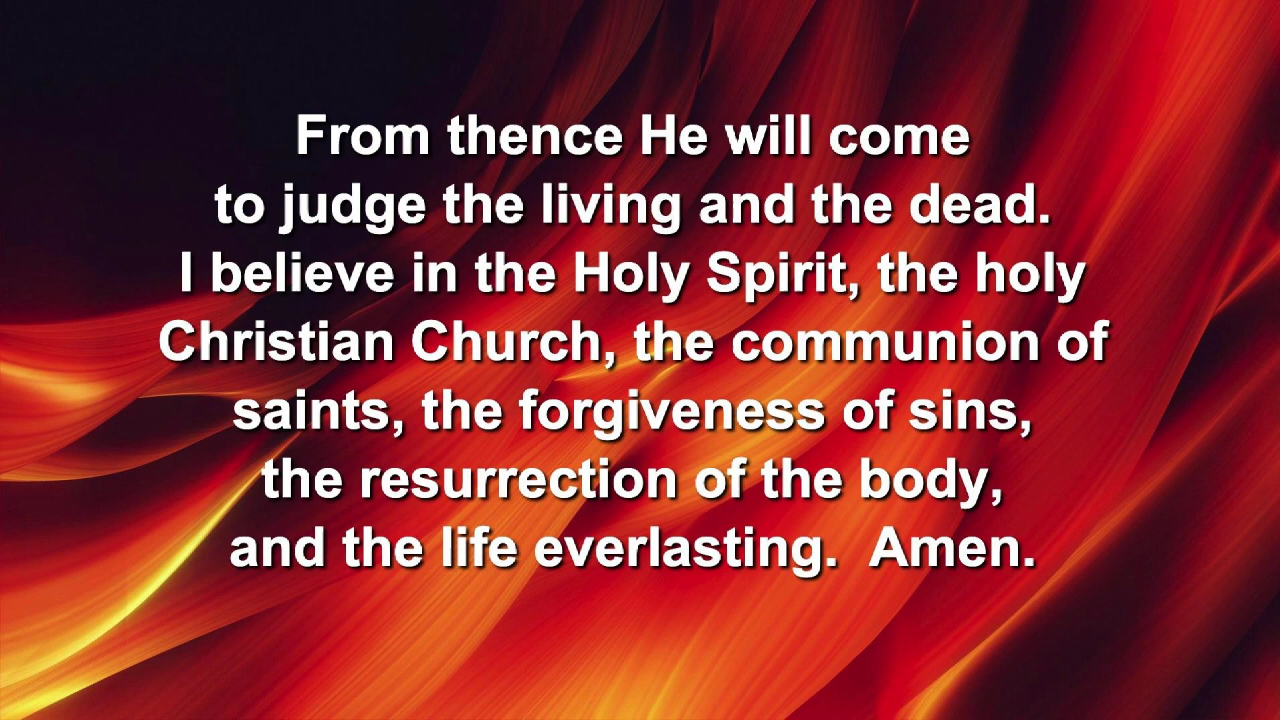 From thence He will come
to judge the living and the dead.
I believe in the Holy Spirit, the holy
Christian Church, the communion of
saints, the forgiveness of sins,
the resurrection of the body,
and the life everlasting.  Amen.